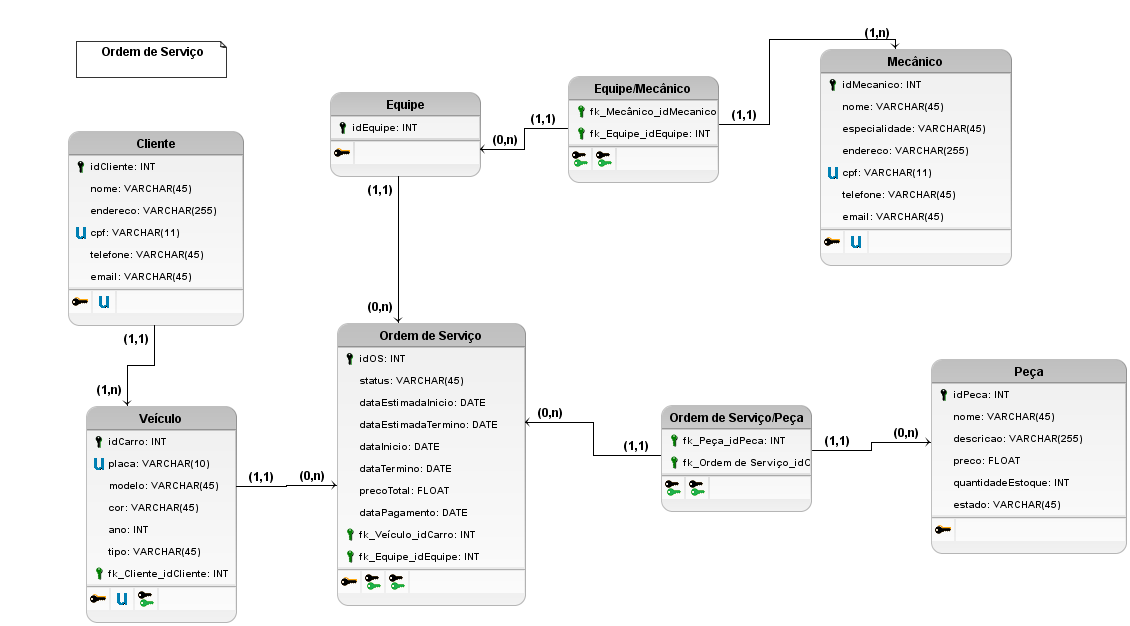 Ordem de Serviço
Cliente
idCliente: INT
nome: VARCHAR(45)
endereco: VARCHAR(255)
u cpf: VARCHAR(11)
telefone: VARCHAR(45)
email: VARCHAR(45)
u
(1,1)
(1,n)
Veículo
idCarro: INT
u placa: VARCHAR(10)
modelo: VARCHAR(45)
cor: VARCHAR(45)
ano: INT
tipo: VARCHAR(45)
fk_Cliente_idCliente: INT
u
(1,1)
(0,n)
Equipe
idEquipe: INT
(1,1)
(0,n)
Ordem de Serviço
idOS: INT
status: VARCHAR(45)
dataEstimadaInicio: DATE
dataEstimadaTermino: DATE
dataInicio: DATE
dataTermino: DATE
precoTotal: FLOAT
dataPagamento: DATE
fk_Veículo_idCarro: INT
fk_Equipe_idEquipe: INT
(0,n)
(1,1)
Equipe/Mecânico
fk_Mecânico_idMecanico
fk_Equipe_idEquipe: INT
(1,1)
(1,n)
Mecânico
idMecanico: INT
nome: VARCHAR(45)
especialidade: VARCHAR(45)
endereco: VARCHAR(255)
u cpf: VARCHAR(11)
telefone: VARCHAR(45)
email: VARCHAR(45)
u
(0,n)
(1,1)
Ordem de Serviço/Peça
fk_Peça_idPeca: INT
fk_Ordem de Serviço_idO
(1,1)
(0,n)
Peça
idPeca: INT
nome: VARCHAR(45)
descricao: VARCHAR(255)
preco: FLOAT
quantidadeEstoque: INT
estado: VARCHAR(45)